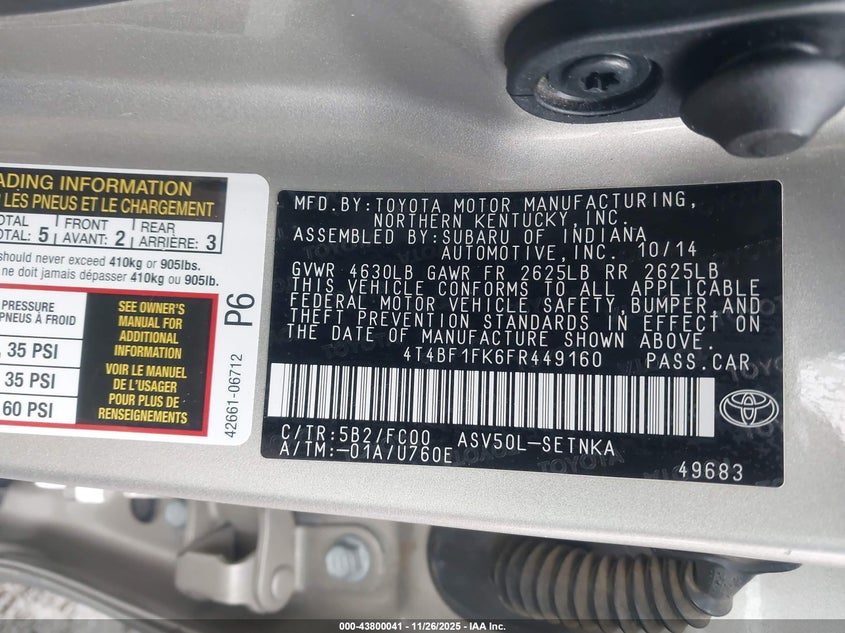 ADING INFORMATION
LES PNEUS ET LE CHARGEMENT
OTAL
OTAL: 5
FRONT
AVANT: 2
REAR
ARRIÈRE: 3
should never exceed 410kg or 905lbs.
ne doit jamais dépasser 410kg ou 905lb.
PRESSURE
PNEUS À FROID
, 35 PSI
35 PSI
60 PSI
SEE OWNER'S
MANUAL FOR
ADDITIONAL
INFORMATION
VOIR LE MANUEL
DE L'USAGER
POUR PLUS DE
RENSEIGNEMENTS
P6
42661-06712
MFD.BY:TOYOTA MOTOR MANUFACTURING,
NORTHERN KENTUCKY, INC.
ASSEMBLED BY:SUBARU OF INDIANA
AUTOMOTIVE, INC. 10/14
GVWR 4630LB GAWR FR 2625LB RR 2625LB
THIS VEHICLE CONFORMS TO ALL APPLICABLE
FEDERAL MOTOR VEHICLE SAFETY, BUMPER, AND
THEFT PREVENTION STANDARDS IN EFFECT ON
THE DATE OF MANUFACTURE SHOWN ABOVE.
4T4BF1FK6FR449160 PASS.CAR
C/TR:5B2/FC00 ASV50L-SETNKA
A/TM:-01A/U760E
49683
000-43800041 - 11/26/2025 - IAA Inc.